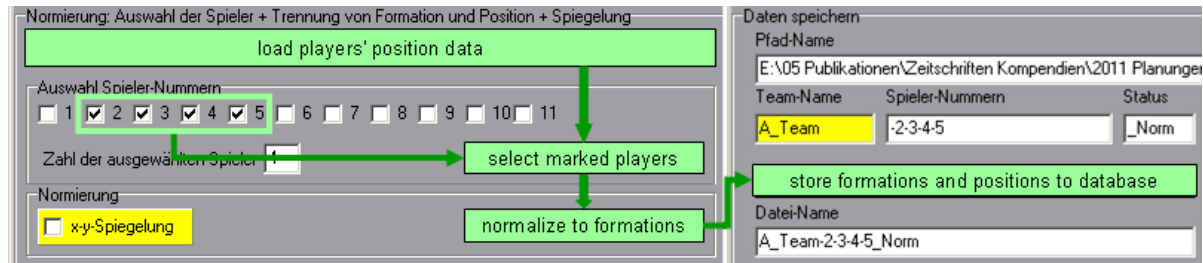 Normierung: Auswahl der Spieler + Trennung von Formation und Position + Spiegelung
load players' position data
Auswahl Spieler-Nummern
1 2 3 4 5 6 7 8 9 10 11
Zahl der ausgewählten Spieler 4
select marked players
Normierung
x-y-Spiegelung
normalize to formations
Daten speichern
Pfad-Name
E:\05 Publikationen\Zeitschriften Kompendien\2011 Planungen
Team-Name Spieler-Nummern Status
A_Team -2-3-4-5 _Norm
store formations and positions to database
Datei-Name
A_Team-2-3-4-5_Norm